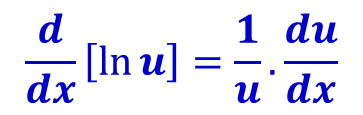 d/dx [ln u] = 1/u . du/dx